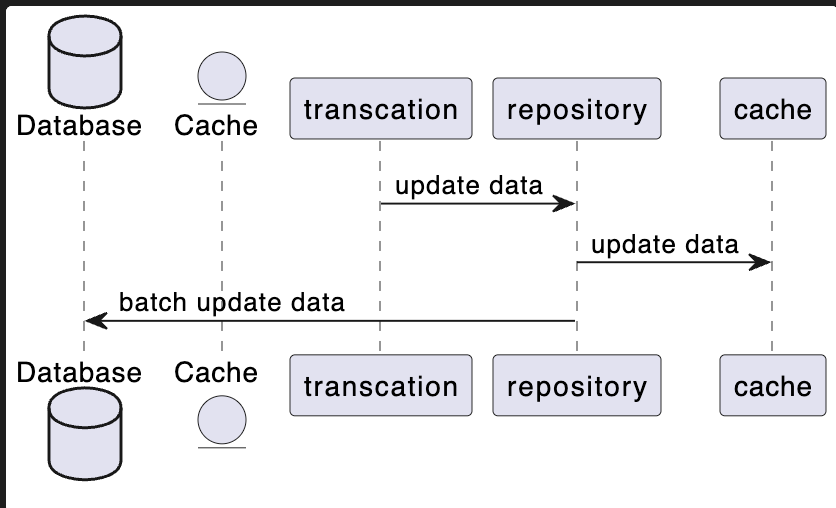 Database
Cache
transcation
repository
cache
update data
update data
batch update data
Database
Cache
transcation
repository
cache